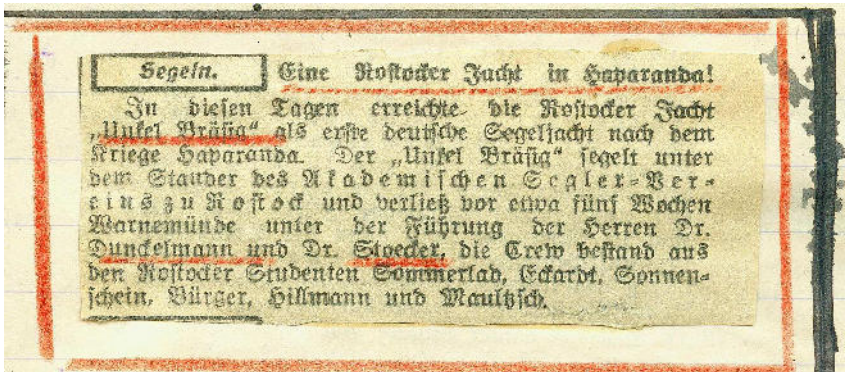 Segeln. Eine Rostocker Jacht in Haparanda!
In diesen Tagen erreichte die Rostocker Jacht
„Unkel Bräsig“ als erste deutsche Segeljacht nach dem
Kriege Haparanda. Der „Unkel Bräsig“ segelt unter
dem Stander des Akademischen Segler-Ver-
eins zu Rostock und verließ vor etwa fünf Wochen
Warnemünde unter der Führung der Herren Dr.
Dunckelmann und Dr. Stoecker, die Crew bestand aus
den Rostocker Studenten Sommerlad, Eckardt, Sonnen-
schein, Bürger, Hillmann und Maultzsch.